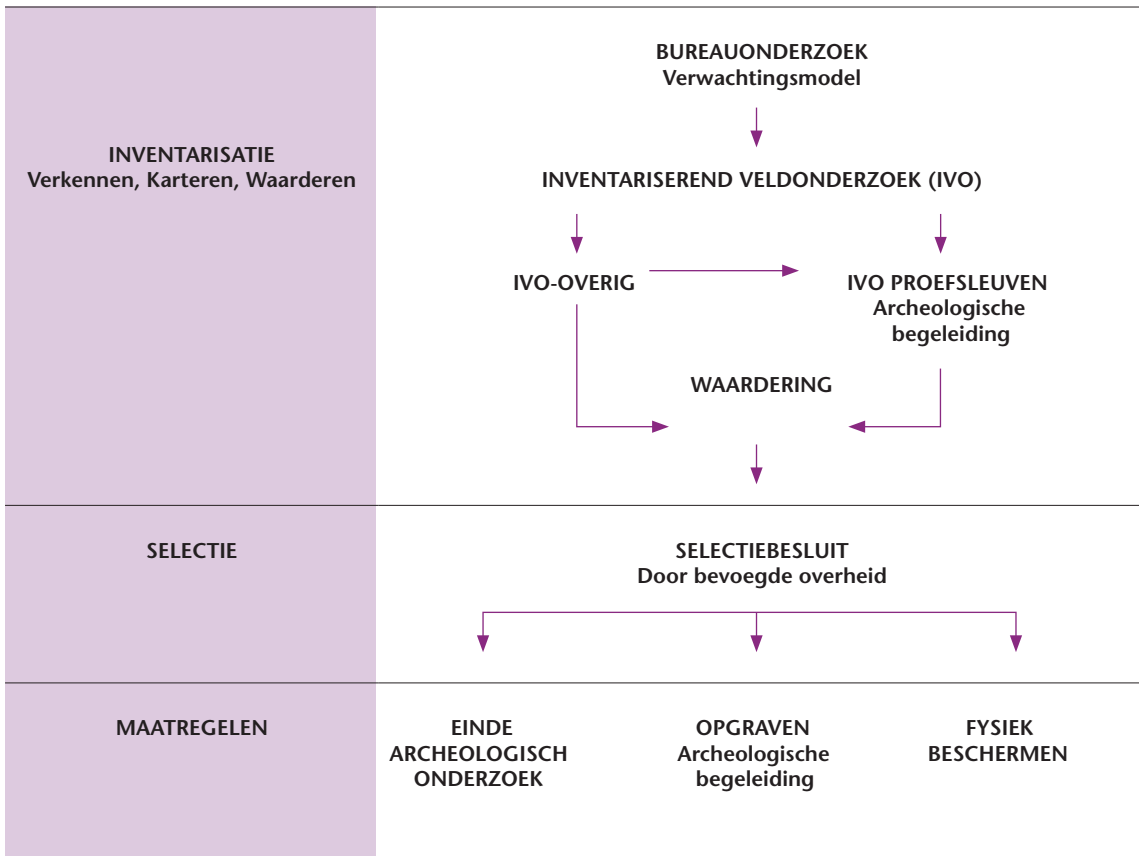 BUREAUONDERZOEK
Verwachtingsmodel
INVENTARISATIE
Verkennen, Karteren, Waarderen
INVENTARISEREND VELDONDERZOEK (IVO)
IVO-OVERIG
IVO PROEFSLEUVEN
Archeologische
begeleiding
WAARDERING
SELECTIE
SELECTIEBESLUIT
Door bevoegde overheid
MAATREGELEN
EINDE
ARCHEOLOGISCH
ONDERZOEK
OPGRAVEN
Archeologische
begeleiding
FYSIEK
BESCHERMEN